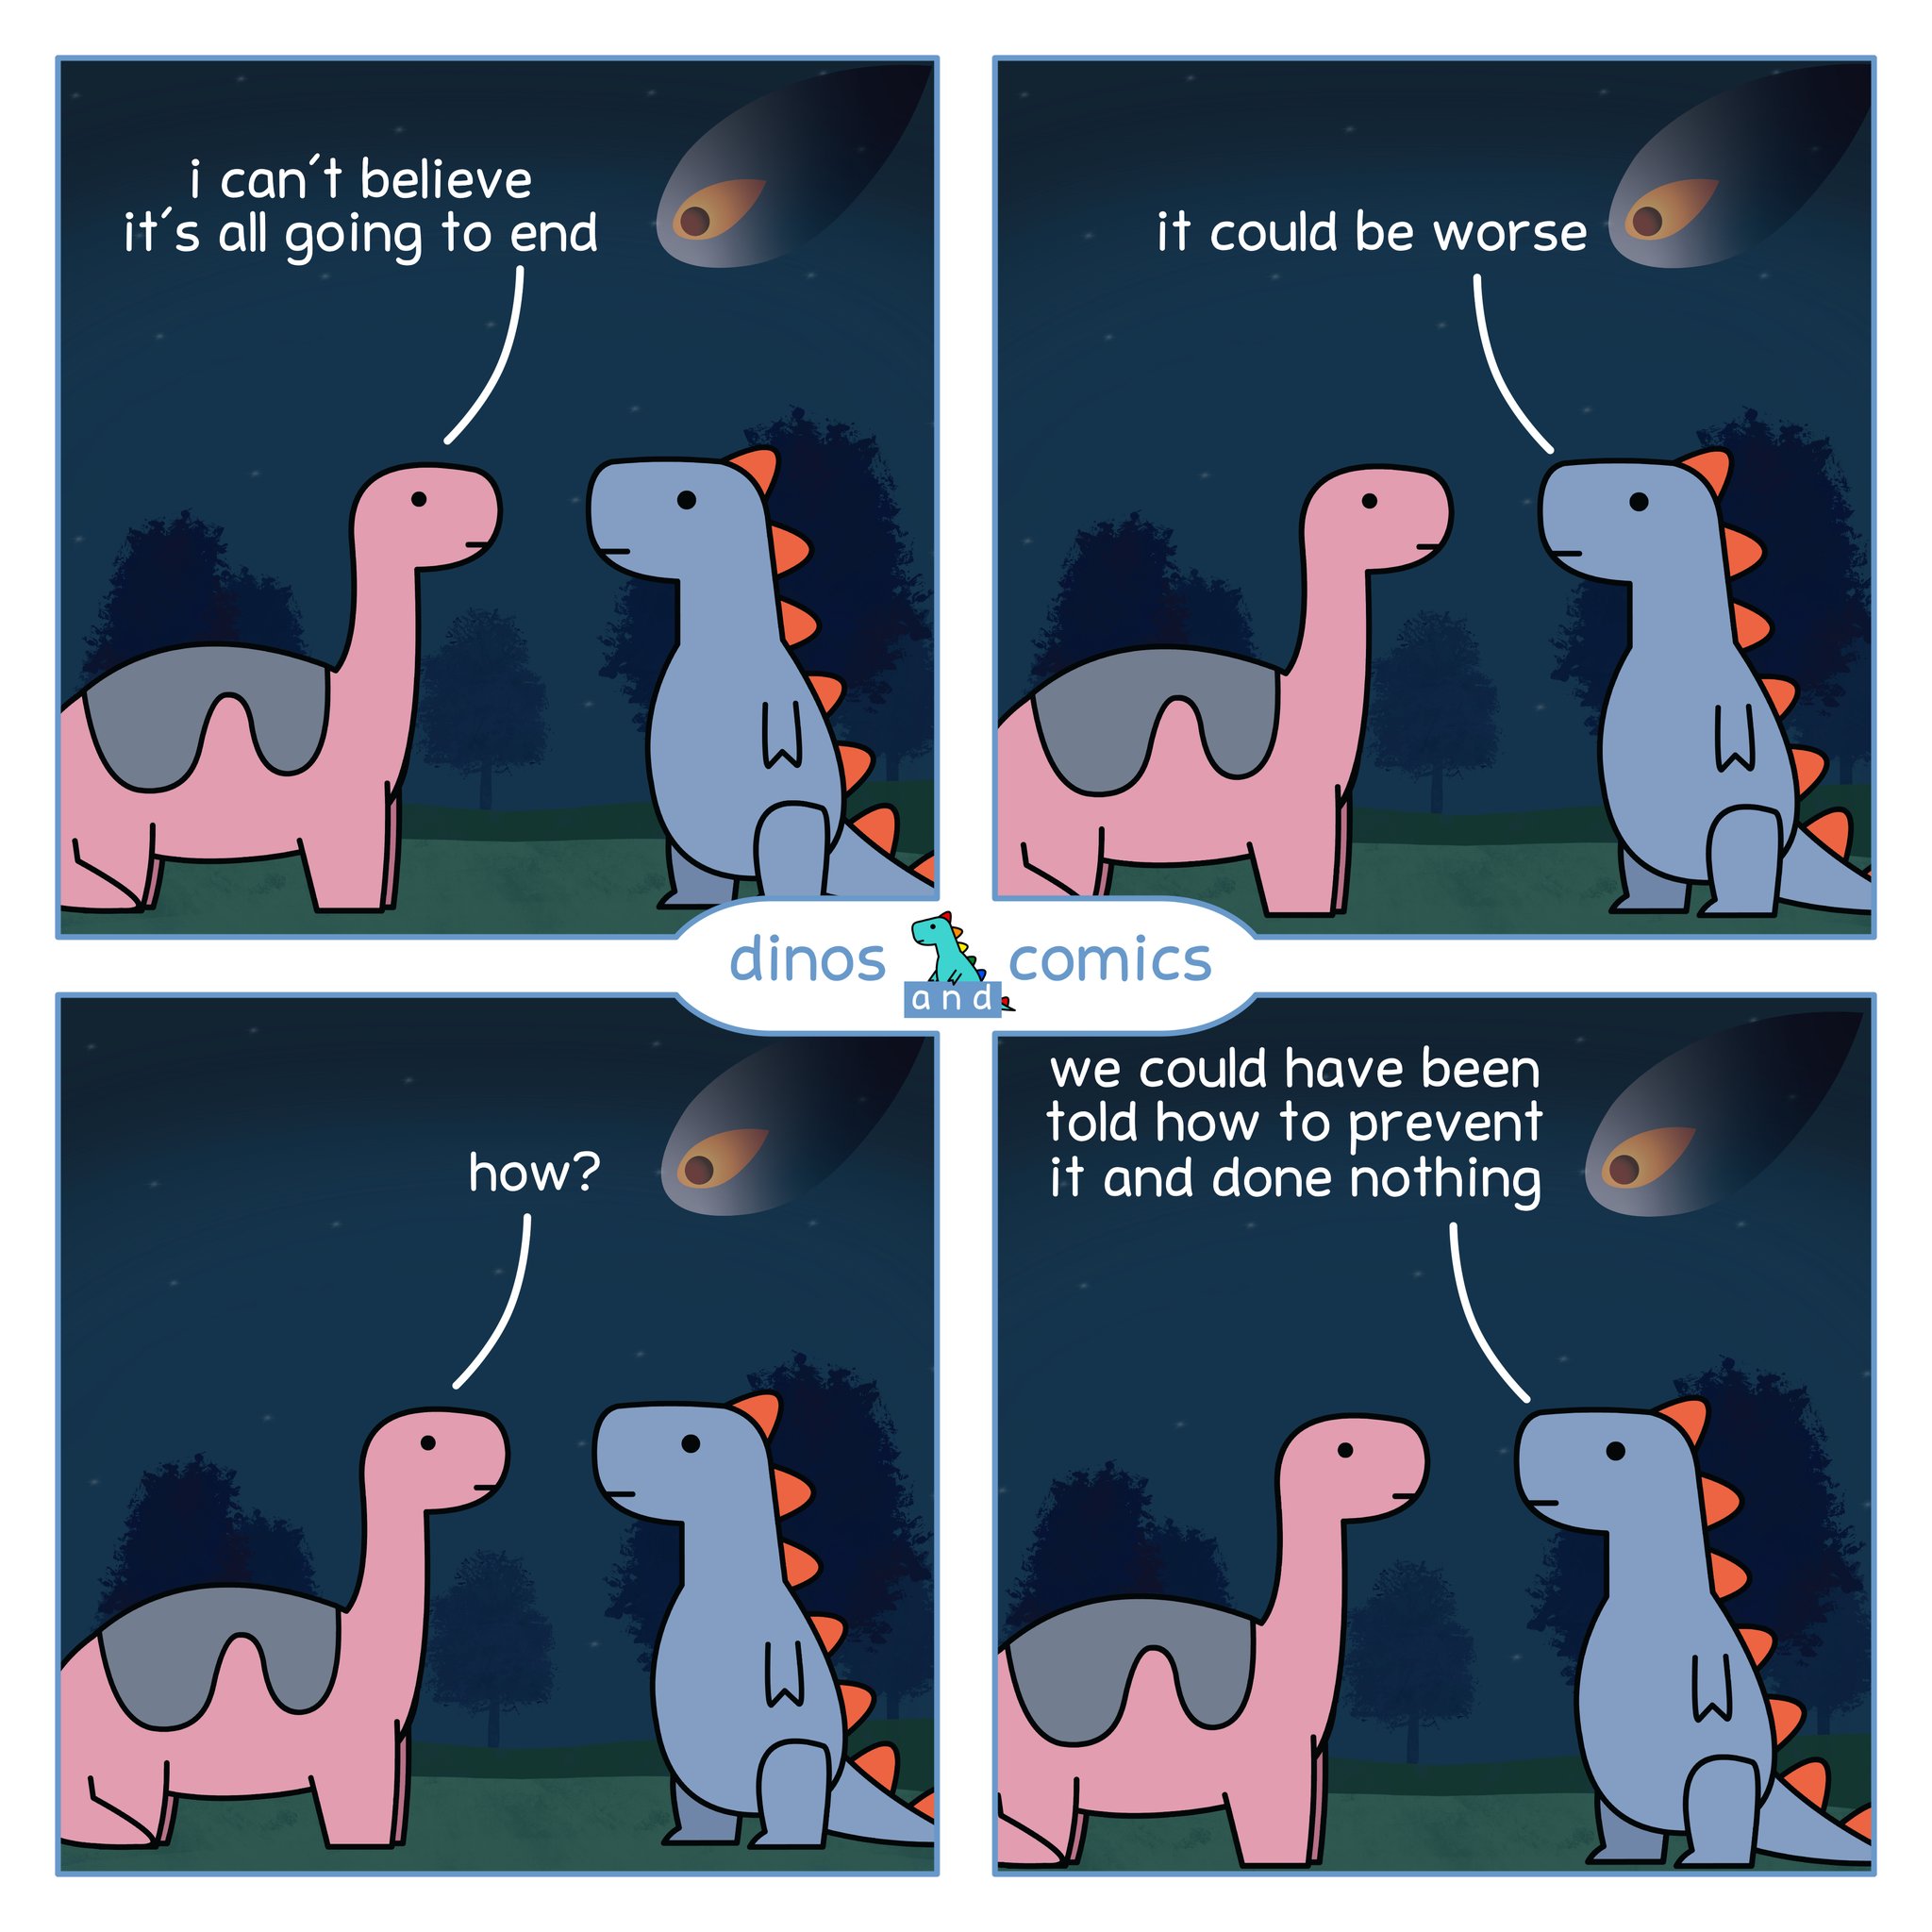 i can't believe
it's all going to end
it could be worse
dinos and comics
how?
we could have been
told how to prevent
it and done nothing